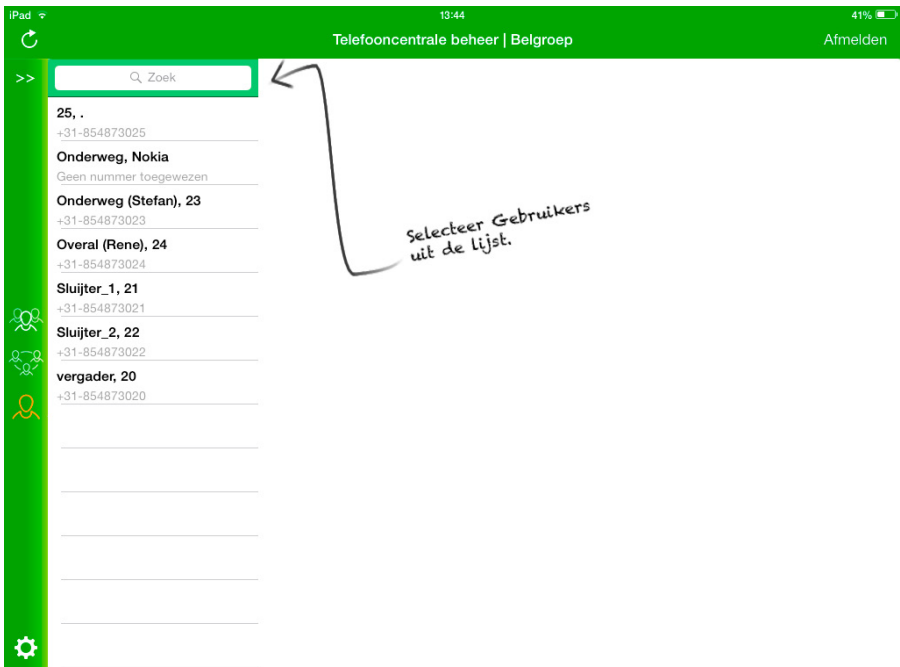 iPad 13:44 41%
Telefooncentrale beheer | Belgroep Afmelden
>> Zoek
25, .
+31-854873025
Onderweg, Nokia
Geen nummer toegewezen
Onderweg (Stefan), 23
+31-854873023
Overal (Rene), 24
+31-854873024
Sluijter_1, 21
+31-854873021
Sluijter_2, 22
+31-854873022
vergader, 20
+31-854873020
Selecteer Gebruikers
uit de lijst.